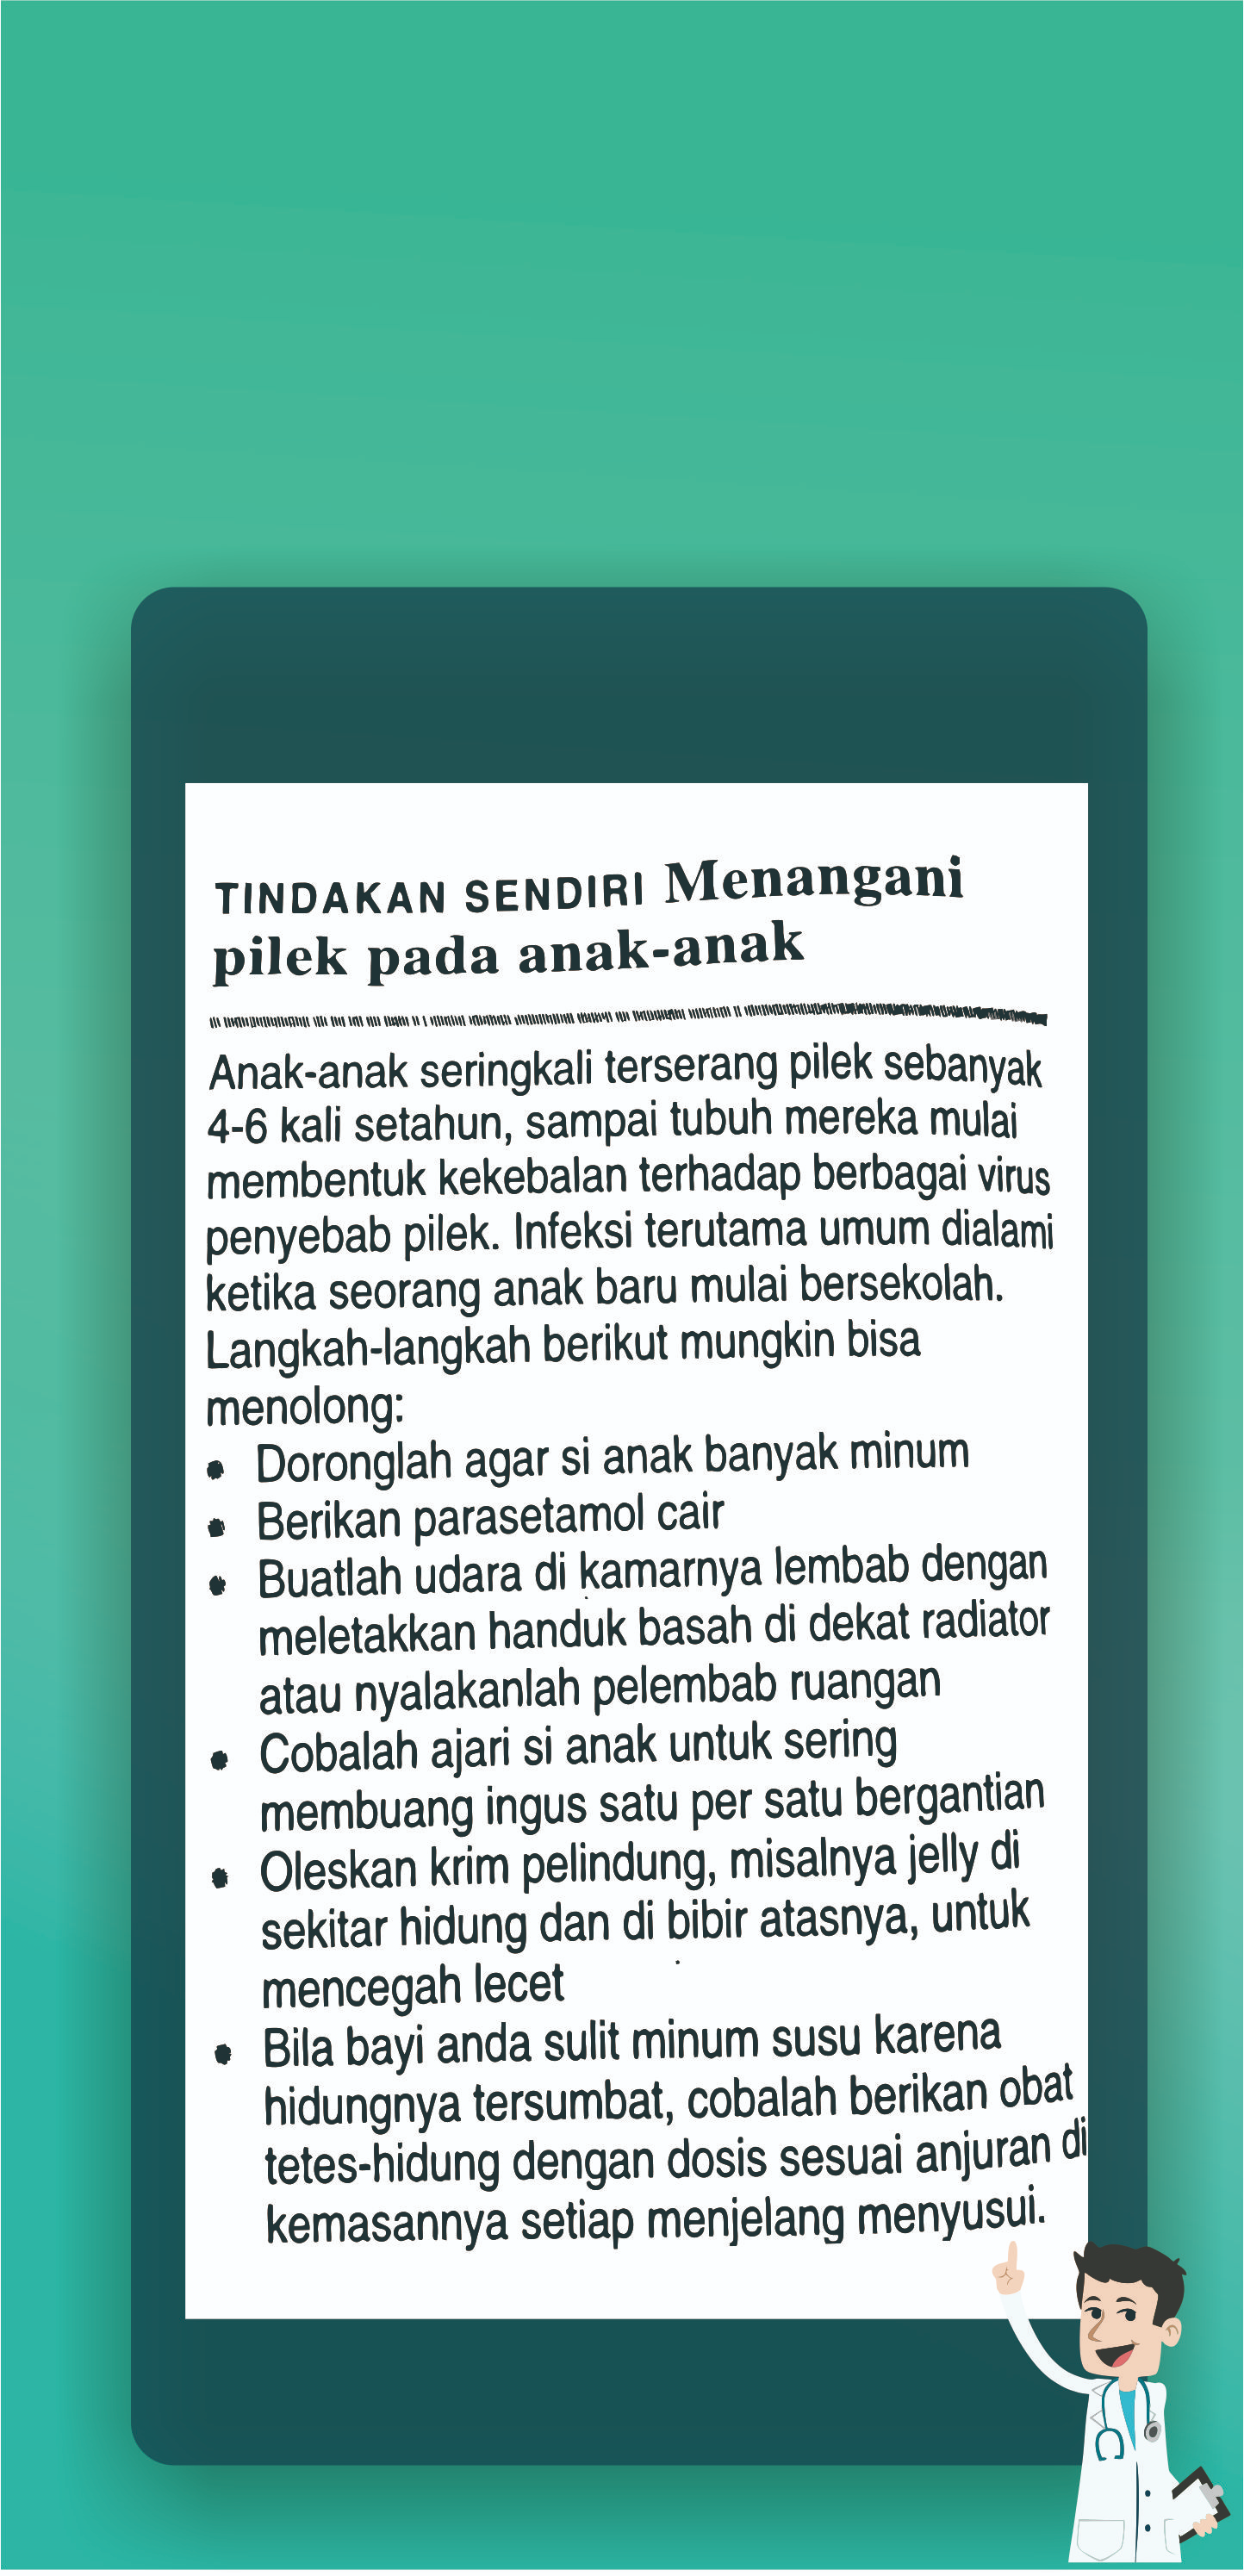 TINDAKAN SENDIRI Menangani
pilek pada anak-anak
Anak-anak seringkali terserang pilek sebanyak
4-6 kali setahun, sampai tubuh mereka mulai
membentuk kekebalan terhadap berbagai virus
penyebab pilek. Infeksi terutama umum dialami
ketika seorang anak baru mulai bersekolah.
Langkah-langkah berikut mungkin bisa
menolong:
• Doronglah agar si anak banyak minum
• Berikan parasetamol cair
• Buatlah udara di kamarnya lembab dengan
meletakkan handuk basah di dekat radiator
atau nyalakanlah pelembab ruangan
• Cobalah ajari si anak untuk sering
membuang ingus satu per satu bergantian
• Oleskan krim pelindung, misalnya jelly di
sekitar hidung dan di bibir atasnya, untuk
mencegah lecet
• Bila bayi anda sulit minum susu karena
hidungnya tersumbat, cobalah berikan obat
tetes-hidung dengan dosis sesuai anjuran di
kemasannya setiap menjelang menyusui.